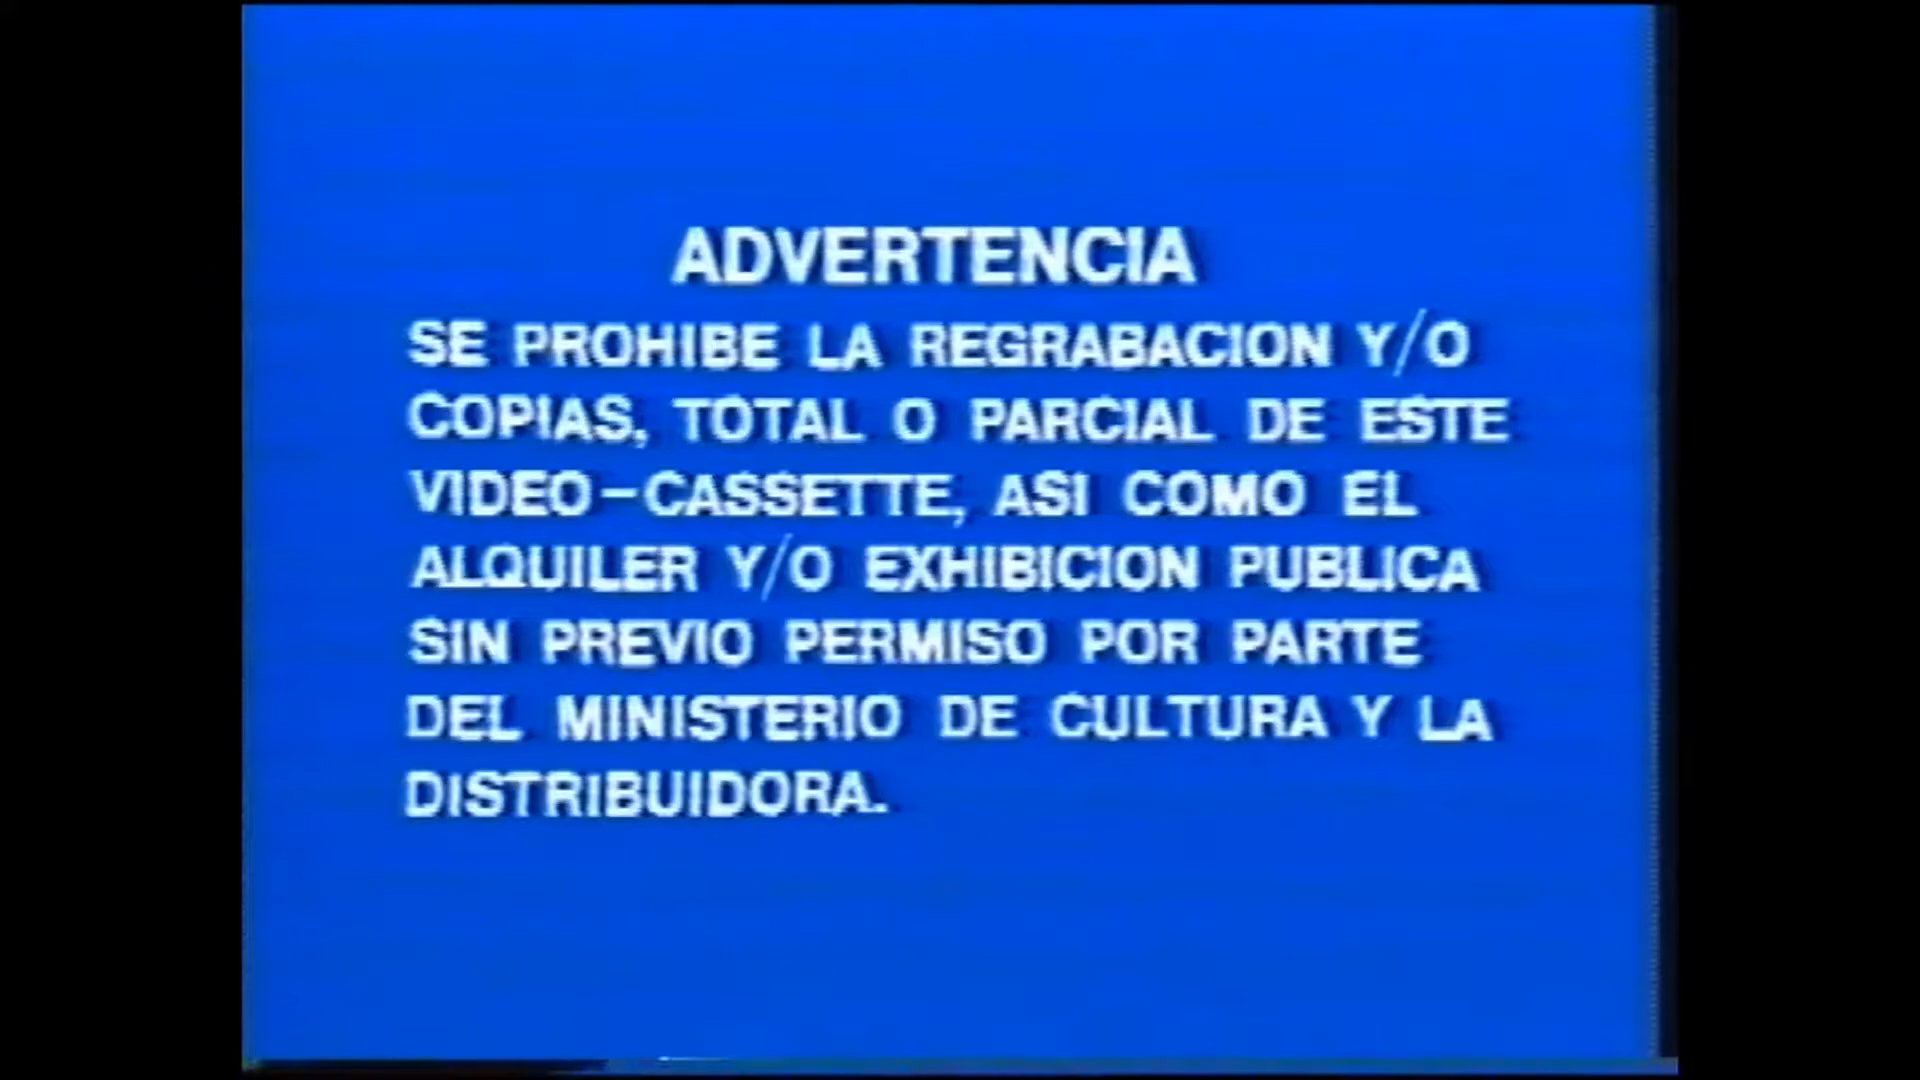 ADVERTENCIA
SE PROHIBE LA REGRABACION Y/O
COPIAS, TOTAL O PARCIAL DE ESTE
VIDEO-CASSETTE, ASI COMO EL
ALQUILER Y/O EXHIBICION PUBLICA
SIN PREVIO PERMISO POR PARTE
DEL MINISTERIO DE CULTURA Y LA
DISTRIBUIDORA.